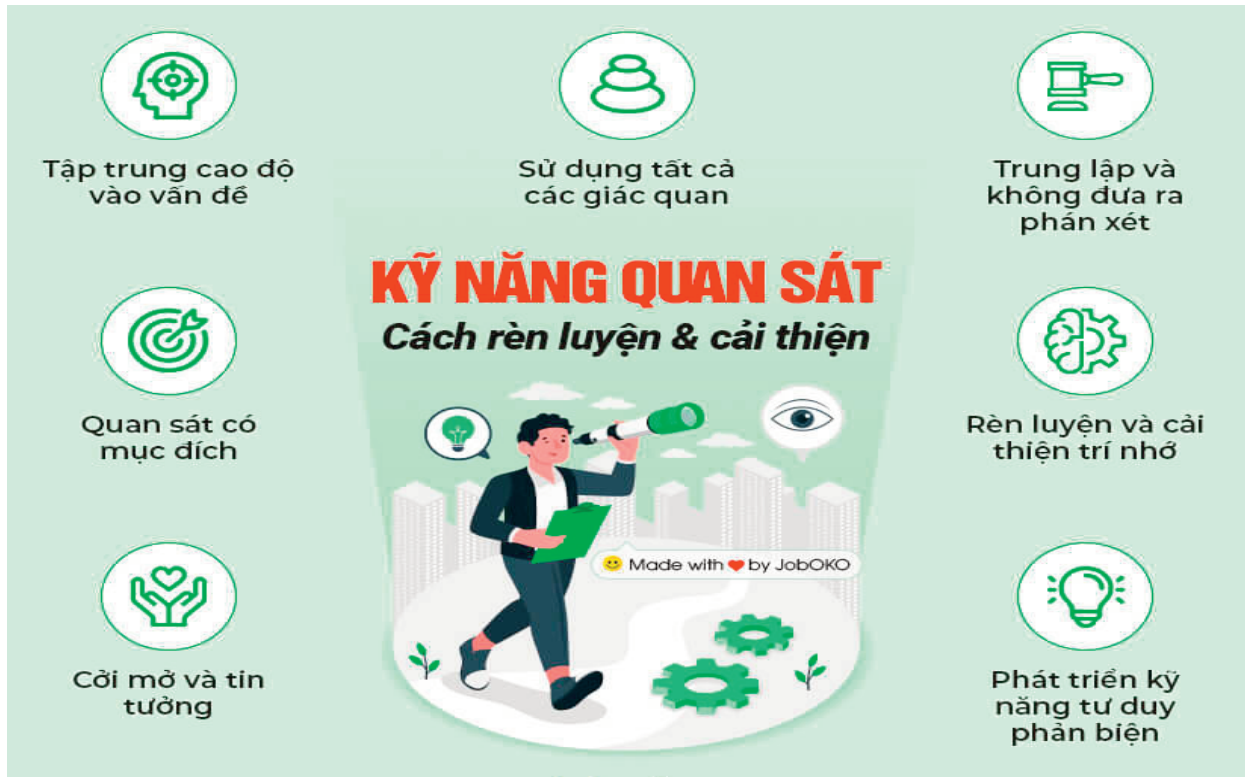 Tập trung cao độ
vào vấn đề
Sử dụng tất cả
các giác quan
Trung lập và
không đưa ra
phán xét
KỸ NĂNG QUAN SÁT
Cách rèn luyện & cải thiện
Quan sát có
mục đích
Rèn luyện và cải
thiện trí nhớ
Made with ❤ by JobOKO
Cởi mở và tin
tưởng
Phát triển kỹ
năng tư duy
phản biện